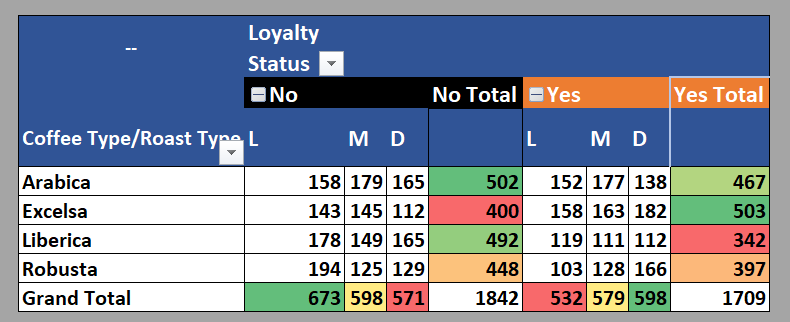 --
Loyalty
Status
No No Total Yes Yes Total
Coffee Type/Roast Type L M D L M D
Arabica 158 179 165 502 152 177 138 467
Excelsa 143 145 112 400 158 163 182 503
Liberica 178 149 165 492 119 111 112 342
Robusta 194 125 129 448 103 128 166 397
Grand Total 673 598 571 1842 532 579 598 1709